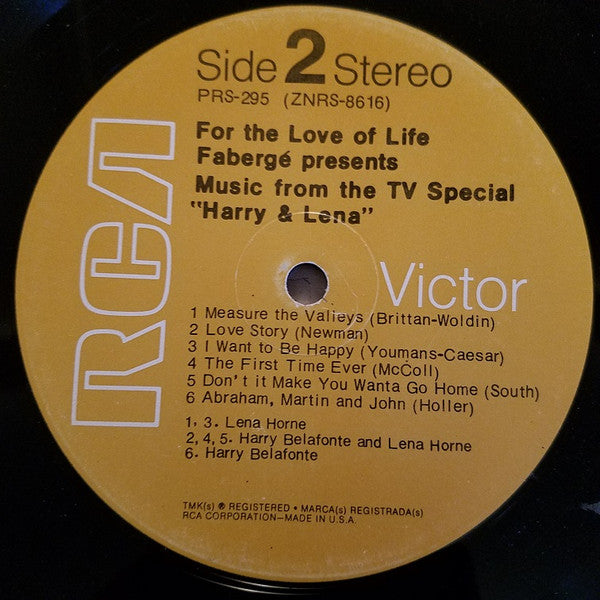 Side 2 Stereo
PRS-295 (ZNRS-8616)
For the Love of Life
Fabergé presents
Music from the TV Special
"Harry & Lena"
RCA
Victor
1 Measure the Valleys (Brittan-Woldin)
2 Love Story (Newman)
3 I Want to Be Happy (Youmans-Caesar)
4 The First Time Ever (McColl)
5 Don't it Make You Wanta Go Home (South)
6 Abraham, Martin and John (Holler)
1, 3. Lena Horne
2, 4, 5. Harry Belafonte and Lena Horne
6. Harry Belafonte
TMK(s) ® REGISTERED • MARCA(s) REGISTRADA(s)
RCA CORPORATION—MADE IN U.S.A.